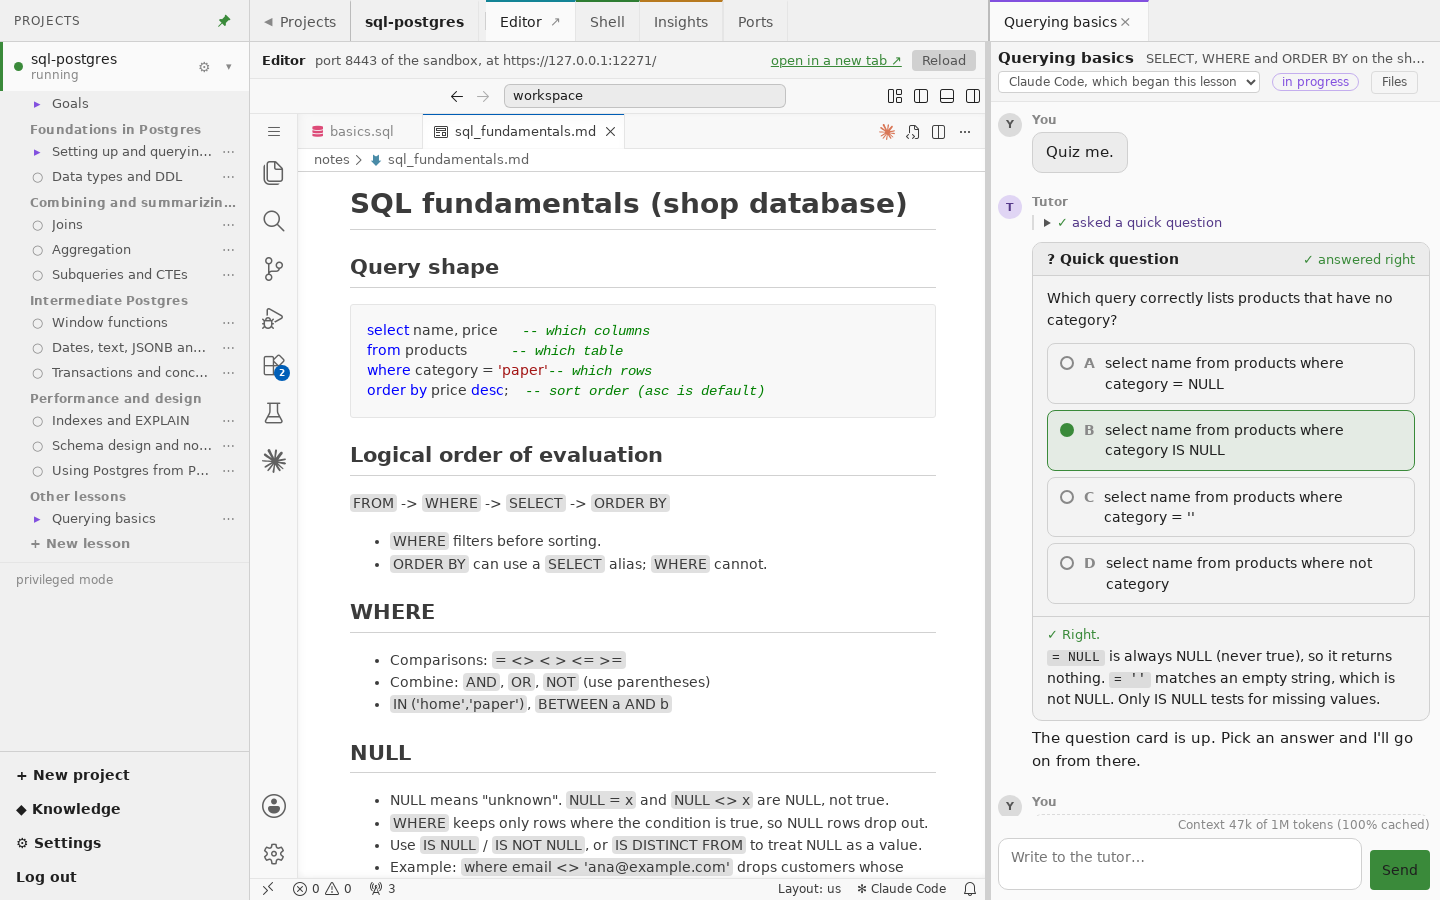 PROJECTS
sql-postgres
running
Goals
Foundations in Postgres
Setting up and queryin...
Data types and DDL
Combining and summarizin...
Joins
Aggregation
Subqueries and CTEs
Intermediate Postgres
Window functions
Dates, text, JSONB an...
Transactions and conc...
Performance and design
Indexes and EXPLAIN
Schema design and no...
Using Postgres from P...
Other lessons
Querying basics
+ New lesson
privileged mode
+ New project
◆ Knowledge
⚙ Settings
Log out
◀ Projects
sql-postgres
Editor ↗
Shell
Insights
Ports
Editor port 8443 of the sandbox, at https://127.0.0.1:12271/
open in a new tab ↗
Reload
workspace
basics.sql
sql_fundamentals.md
notes > sql_fundamentals.md
SQL fundamentals (shop database)
Query shape
select name, price -- which columns
from products -- which table
where category = 'paper'-- which rows
order by price desc; -- sort order (asc is default)
Logical order of evaluation
FROM -> WHERE -> SELECT -> ORDER BY
• WHERE filters before sorting.
• ORDER BY can use a SELECT alias; WHERE cannot.
WHERE
• Comparisons: = <> < > <= >=
• Combine: AND, OR, NOT (use parentheses)
• IN ('home','paper'), BETWEEN a AND b
NULL
• NULL means "unknown". NULL = x and NULL <> x are NULL, not true.
• WHERE keeps only rows where the condition is true, so NULL rows drop out.
• Use IS NULL / IS NOT NULL, or IS DISTINCT FROM to treat NULL as a value.
• Example: where email <> 'ana@example.com' drops customers whose
2
0 0 3
Layout: us
✻ Claude Code
Querying basics ×
Querying basics SELECT, WHERE and ORDER BY on the sh...
Claude Code, which began this lesson
in progress
Files
Y You
Quiz me.
T Tutor
▶ ✓ asked a quick question
? Quick question ✓ answered right
Which query correctly lists products that have no
category?
A select name from products where
category = NULL
B select name from products where
category IS NULL
C select name from products where
category = ''
D select name from products where not
category
✓ Right.
= NULL is always NULL (never true), so it returns
nothing. = '' matches an empty string, which is
not NULL. Only IS NULL tests for missing values.
The question card is up. Pick an answer and I'll go
on from there.
Y You
Context 47k of 1M tokens (100% cached)
Write to the tutor…
Send